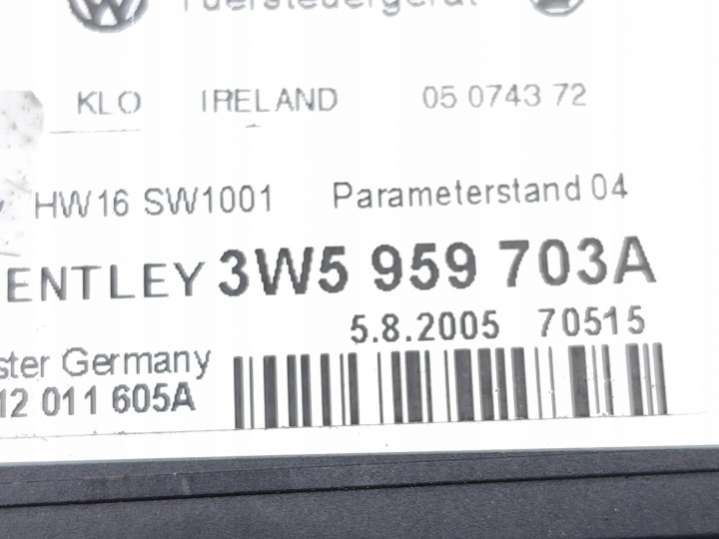 Tuersteuergerät
KLO IRELAND 05 0743 72
HW16 SW1001 Parameterstand 04
ENTLEY 3W5 959 703A
5.8.2005 70515
ster Germany
12 011 605A